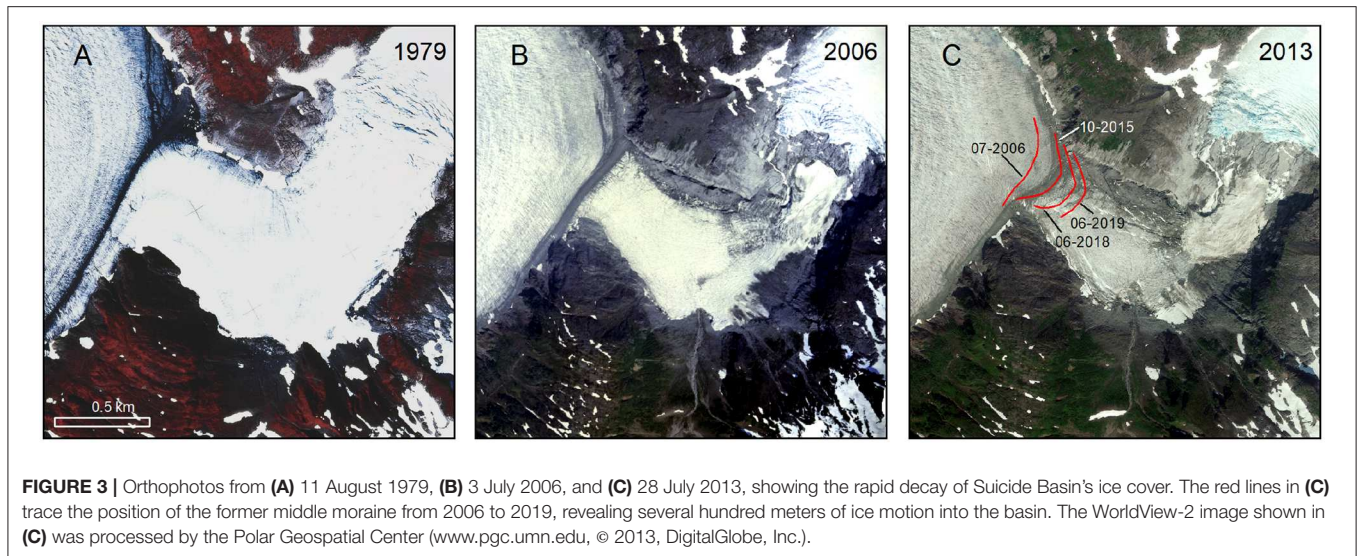 A
1979
0.5 km
B
2006
C
2013
10-2015
07-2006
06-2019
06-2018
FIGURE 3 | Orthophotos from (A) 11 August 1979, (B) 3 July 2006, and (C) 28 July 2013, showing the rapid decay of Suicide Basin's ice cover. The red lines in (C)
trace the position of the former middle moraine from 2006 to 2019, revealing several hundred meters of ice motion into the basin. The WorldView-2 image shown in
(C) was processed by the Polar Geospatial Center (www.pgc.umn.edu, © 2013, DigitalGlobe, Inc.).